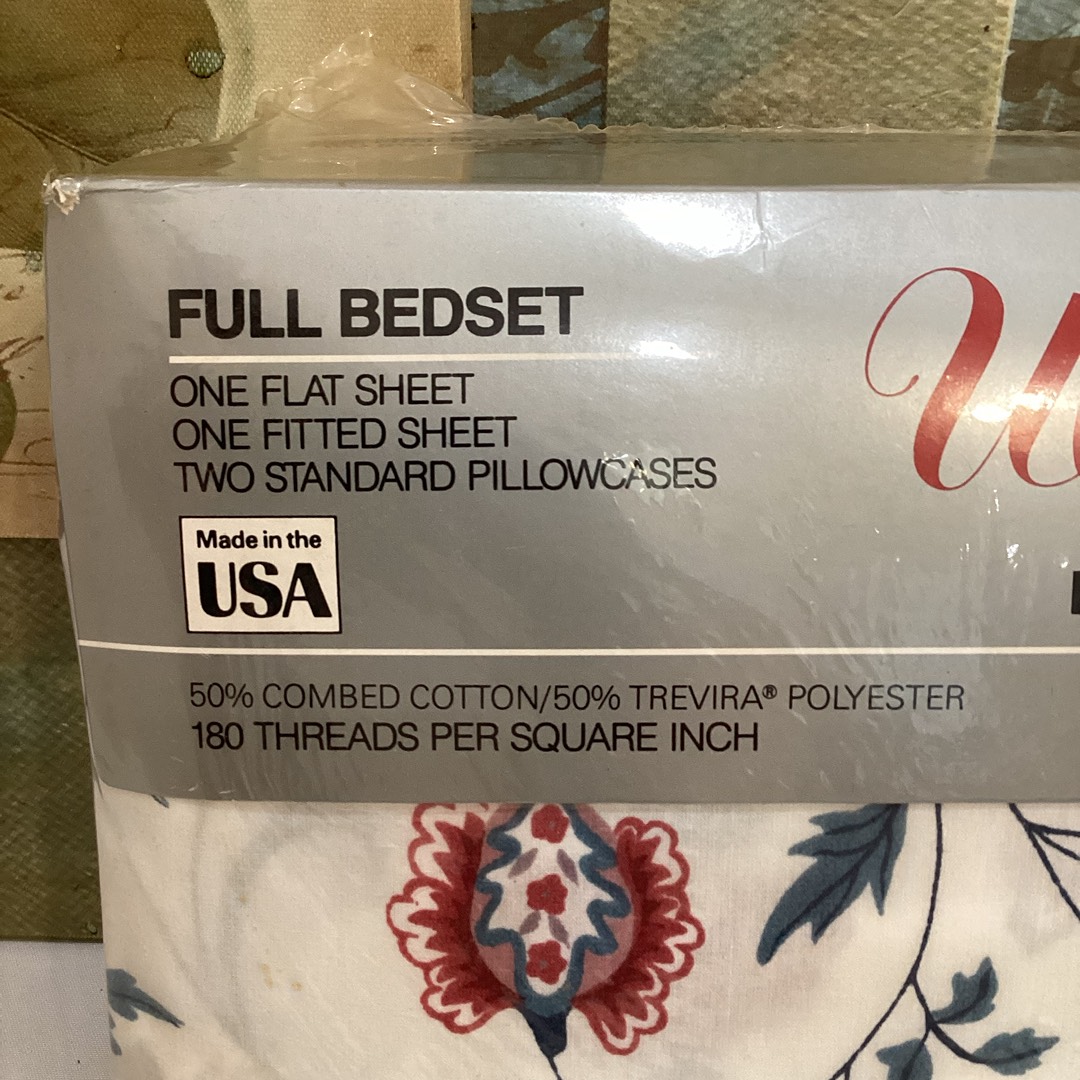 FULL BEDSET
ONE FLAT SHEET
ONE FITTED SHEET
TWO STANDARD PILLOWCASES
Made in the
USA
50% COMBED COTTON/50% TREVIRA® POLYESTER
180 THREADS PER SQUARE INCH